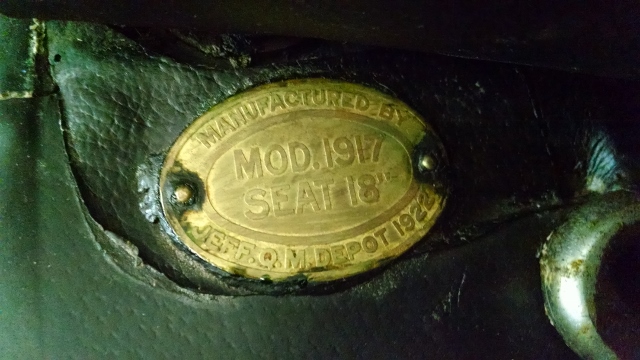 MANUFACTURED BY
MOD. 1917
SEAT 18"
JEFF. Q. M. DEPOT 1922